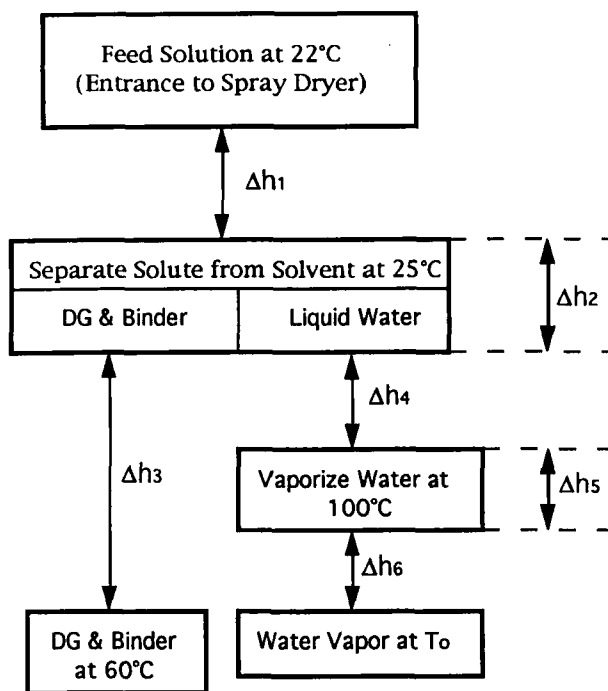 Feed Solution at 22°C
(Entrance to Spray Dryer)
Δh1
Separate Solute from Solvent at 25°C
DG & Binder
Liquid Water
Δh2
Δh4
Δh3
Vaporize Water at
100°C
Δh5
Δh6
DG & Binder
at 60°C
Water Vapor at To